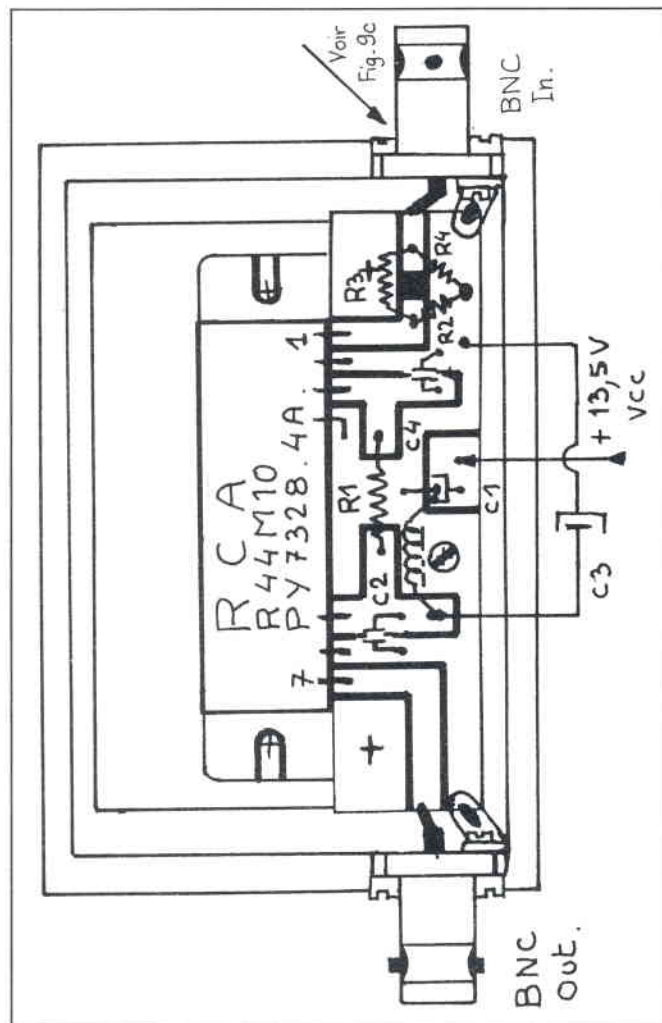 Voir
Fig. 9c
BNC
In.
RCA
R44M10
PY7328.4A.
1
7
R3
R4
R2
C4
R1
C2
C1
+13,5V
Vcc
C3
BNC
Out.